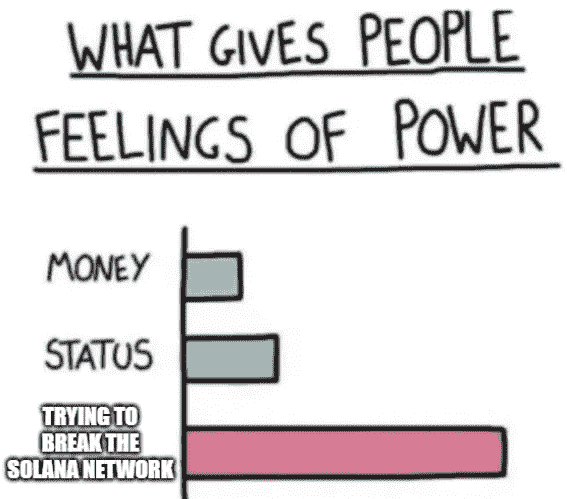 WHAT GIVES PEOPLE
FEELINGS OF POWER
MONEY
STATUS
TRYING TO
BREAK THE
SOLANA NETWORK